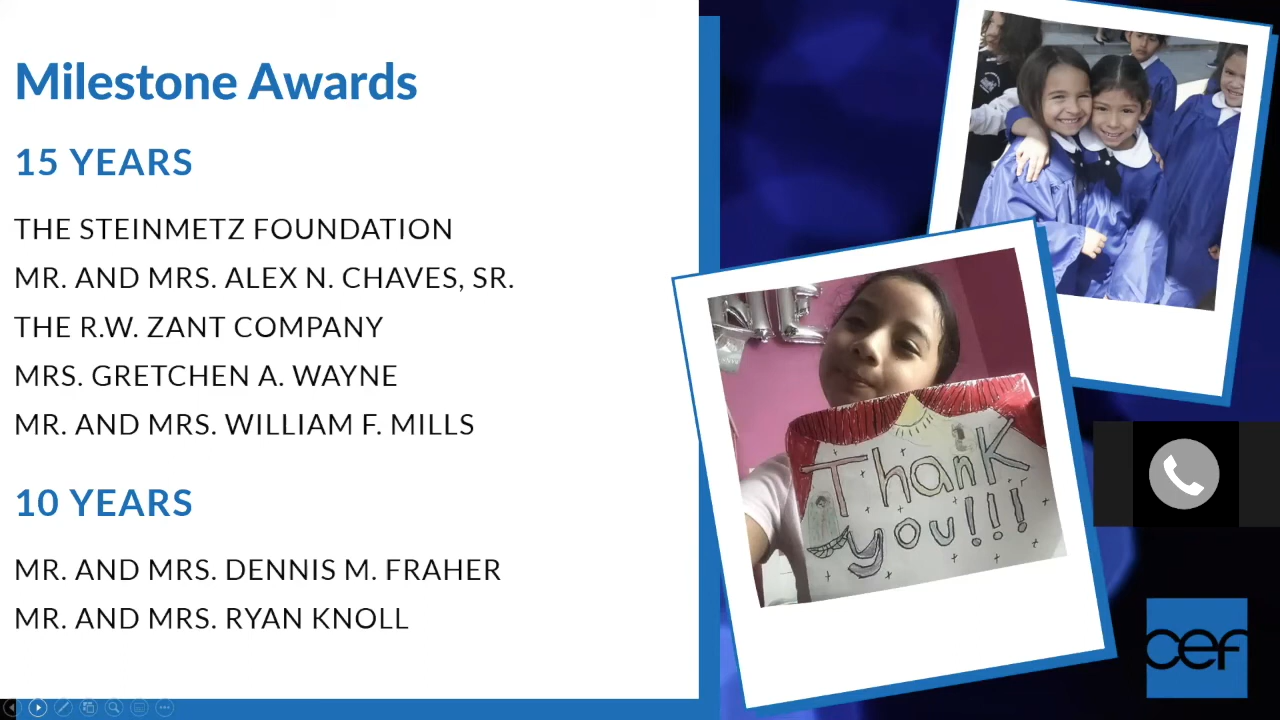 Milestone Awards
15 YEARS
THE STEINMETZ FOUNDATION
MR. AND MRS. ALEX N. CHAVES, SR.
THE R.W. ZANT COMPANY
MRS. GRETCHEN A. WAYNE
MR. AND MRS. WILLIAM F. MILLS
10 YEARS
MR. AND MRS. DENNIS M. FRAHER
MR. AND MRS. RYAN KNOLL
Thank
you!!!
cef